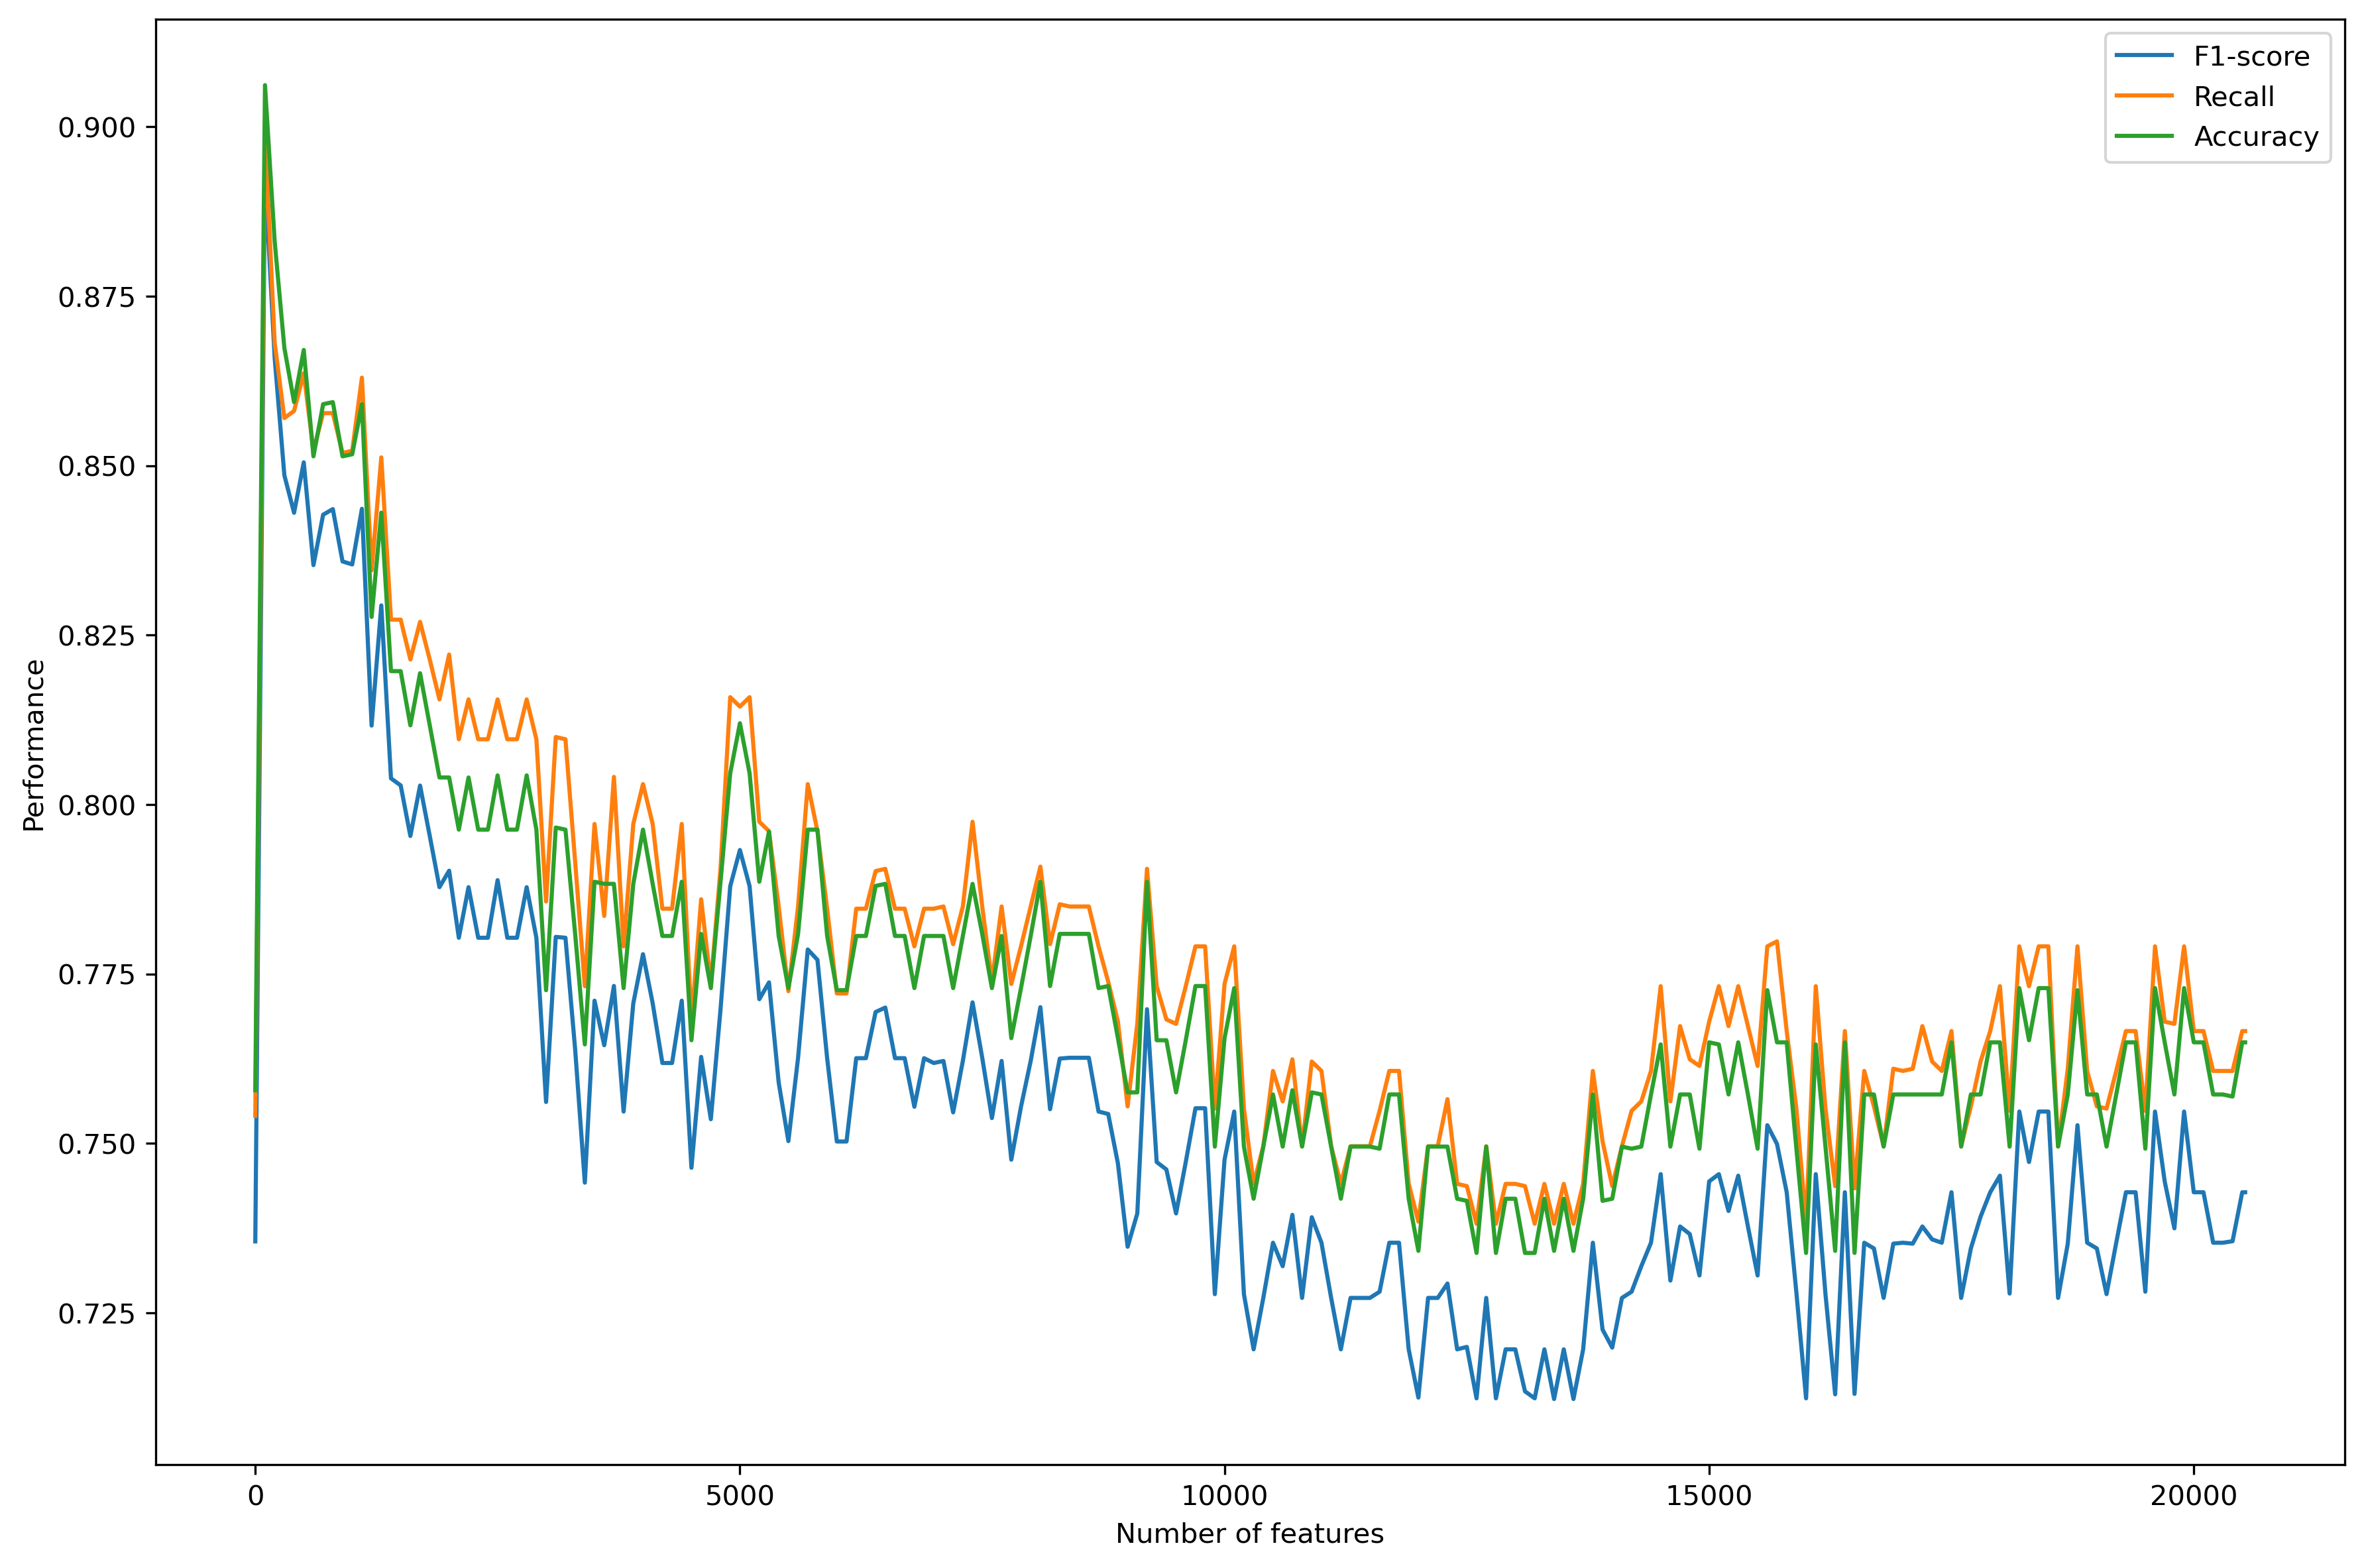 F1-score
Recall
Accuracy
0.900
0.875
0.850
0.825
0.800
0.775
0.750
0.725
Performance
0
5000
10000
15000
20000
Number of features